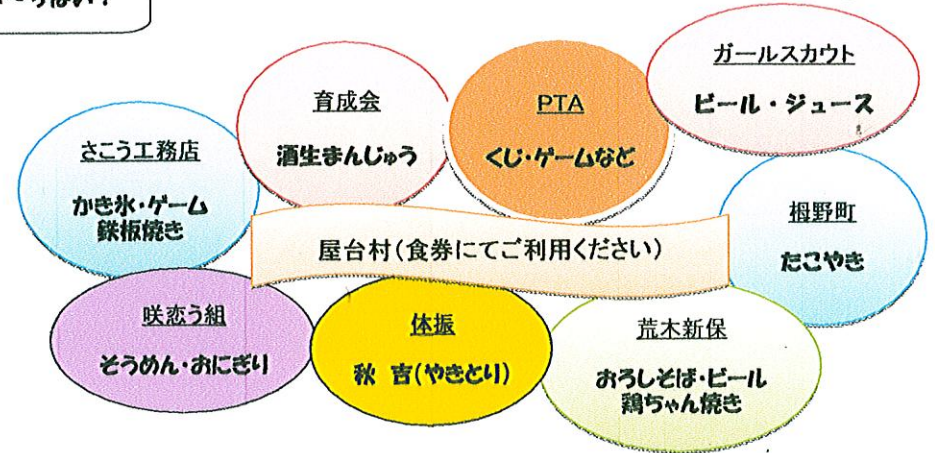 っぱい!
ガールスカウト
ビール・ジュース
PTA
くじ・ゲームなど
育成会
酒生まんじゅう
さこう工務店
かき氷・ゲーム
鉄板焼き
栂野町
たこやき
屋台村(食券にてご利用ください)
咲恋う組
そうめん・おにぎり
体振
秋吉(やきとり)
荒木新保
おろしそば・ビール
鶏ちゃん焼き